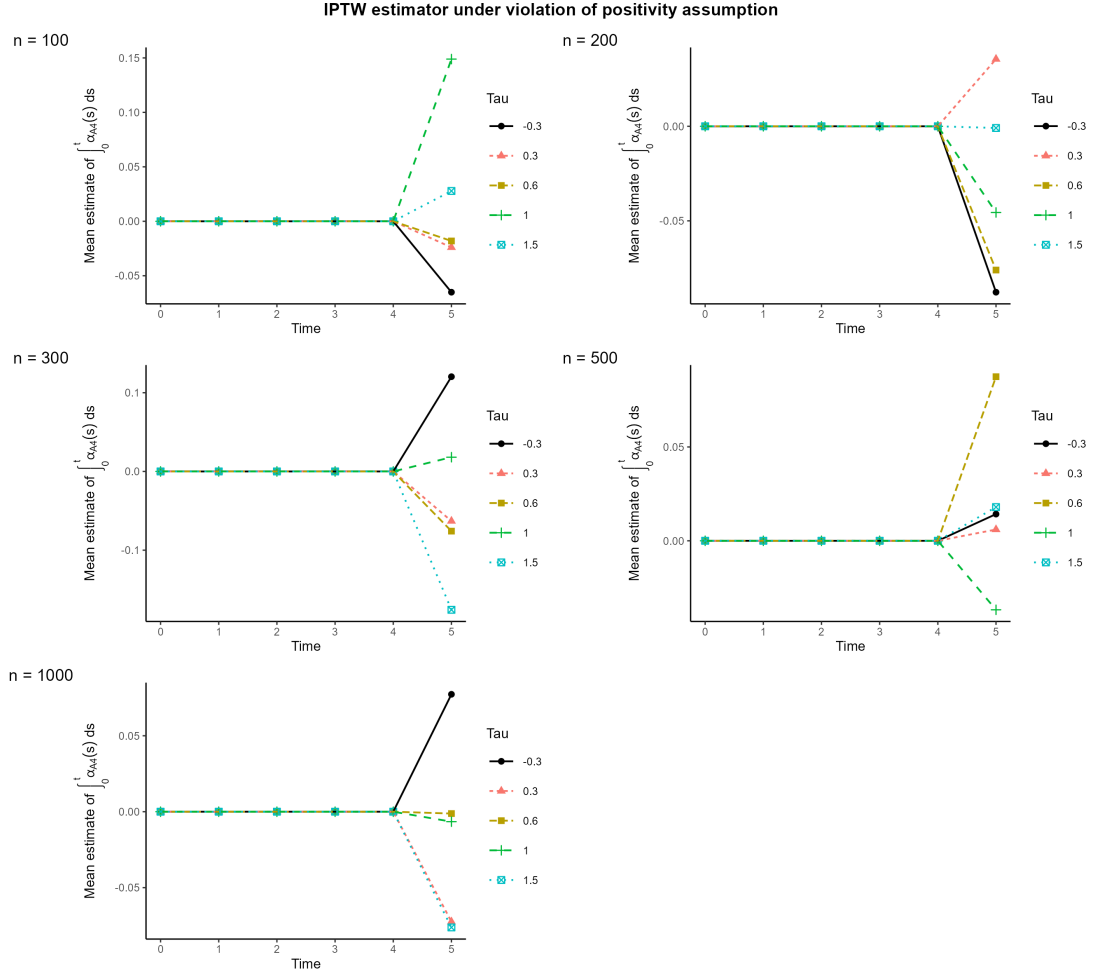 IPTW estimator under violation of positivity assumption
n = 100
Mean estimate of ∫₀ᵗ αA4(s) ds
0.15
0.10
0.05
0.00
-0.05
0 1 2 3 4 5
Time
Tau
-0.3
0.3
0.6
1
1.5
n = 200
Mean estimate of ∫₀ᵗ αA4(s) ds
0.00
-0.05
0 1 2 3 4 5
Time
Tau
-0.3
0.3
0.6
1
1.5
n = 300
Mean estimate of ∫₀ᵗ αA4(s) ds
0.1
0.0
-0.1
0 1 2 3 4 5
Time
Tau
-0.3
0.3
0.6
1
1.5
n = 500
Mean estimate of ∫₀ᵗ αA4(s) ds
0.05
0.00
0 1 2 3 4 5
Time
Tau
-0.3
0.3
0.6
1
1.5
n = 1000
Mean estimate of ∫₀ᵗ αA4(s) ds
0.05
0.00
-0.05
0 1 2 3 4 5
Time
Tau
-0.3
0.3
0.6
1
1.5